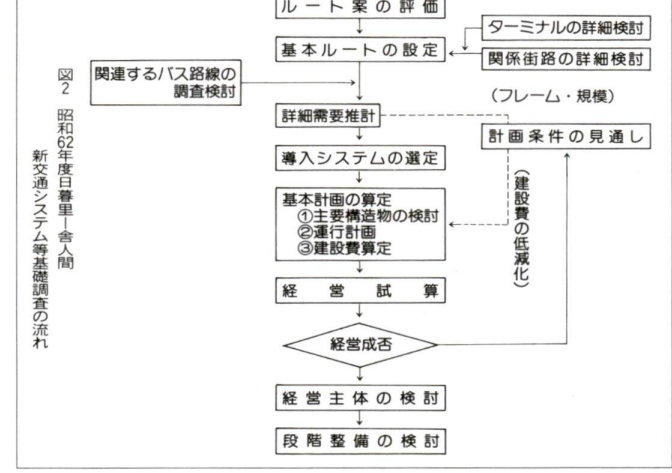 ルート案の評価
基本ルートの設定
ターミナルの詳細検討
関係街路の詳細検討
関連するバス路線の
調査検討
(フレーム・規模)
詳細需要推計
計画条件の見通し
導入システムの選定
基本計画の算定
①主要構造物の検討
②運行計画
③建設費算定
(建設費の低減化)
経営試算
経営成否
経営主体の検討
段階整備の検討
図2 昭和62年度日暮里―舎人間
新交通システム等基礎調査の流れ